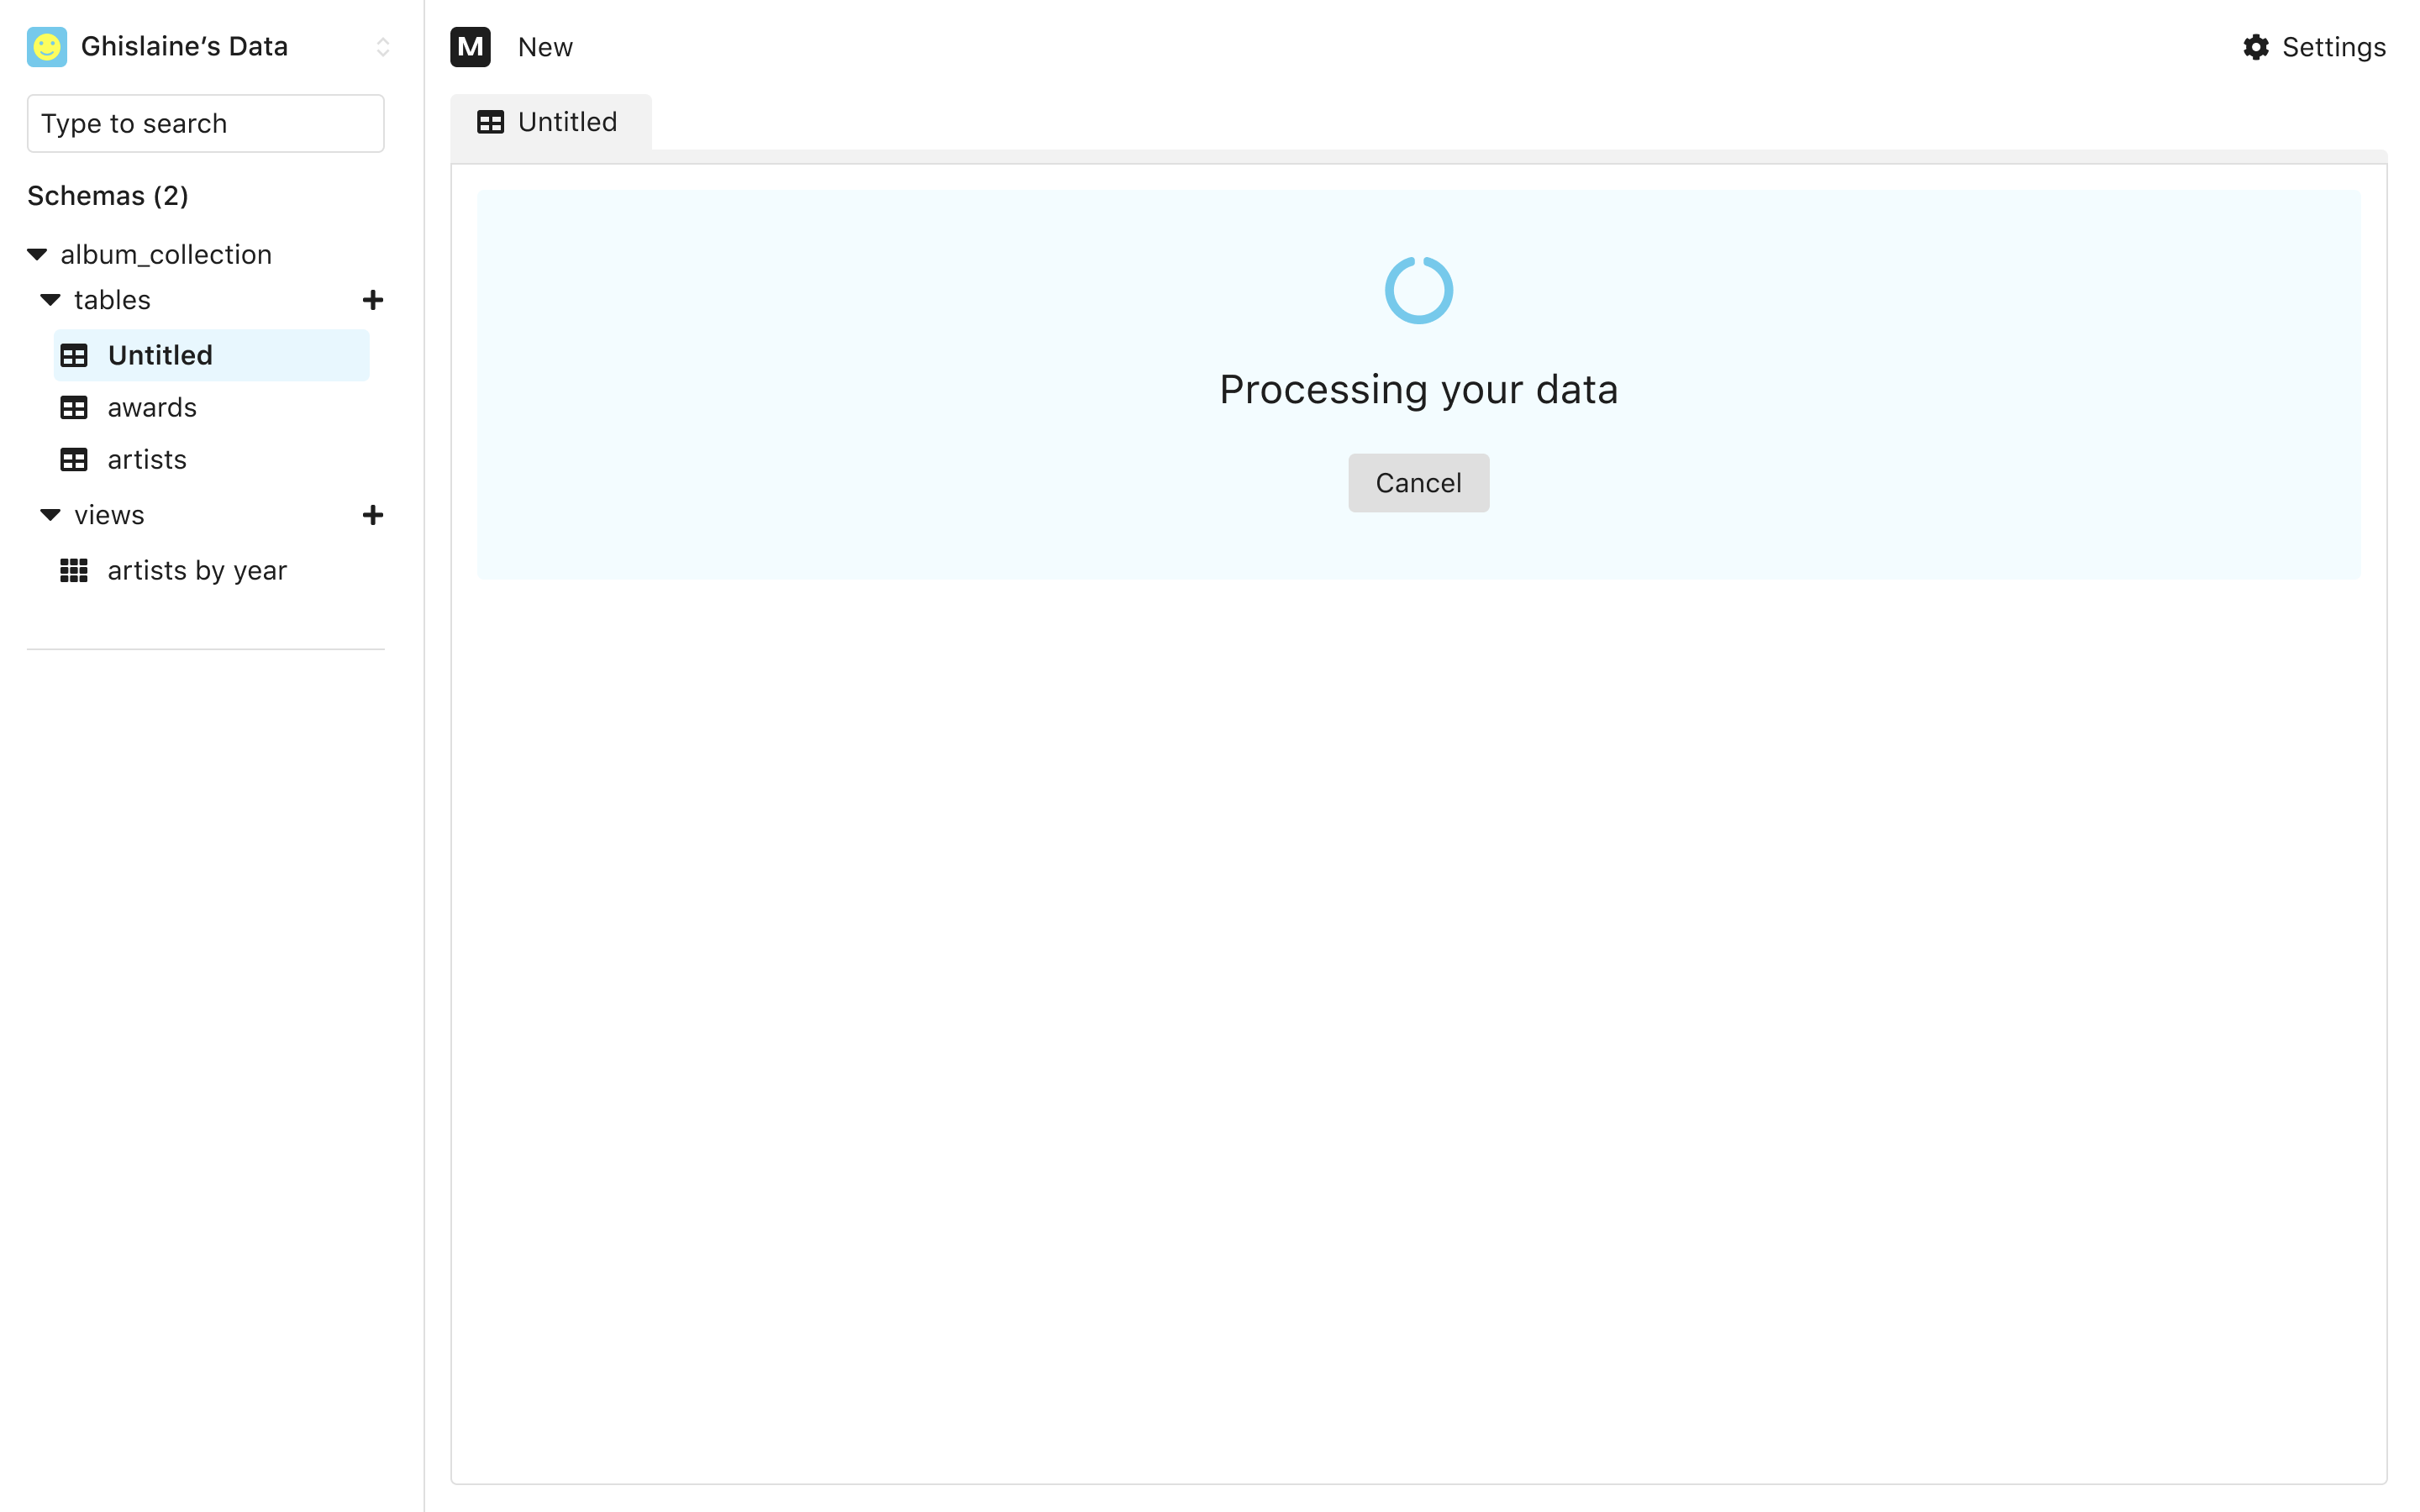 Ghislaine’s Data
Type to search
Schemas (2)
album_collection
tables
Untitled
awards
artists
views
artists by year
M New
Settings
Untitled
Processing your data
Cancel